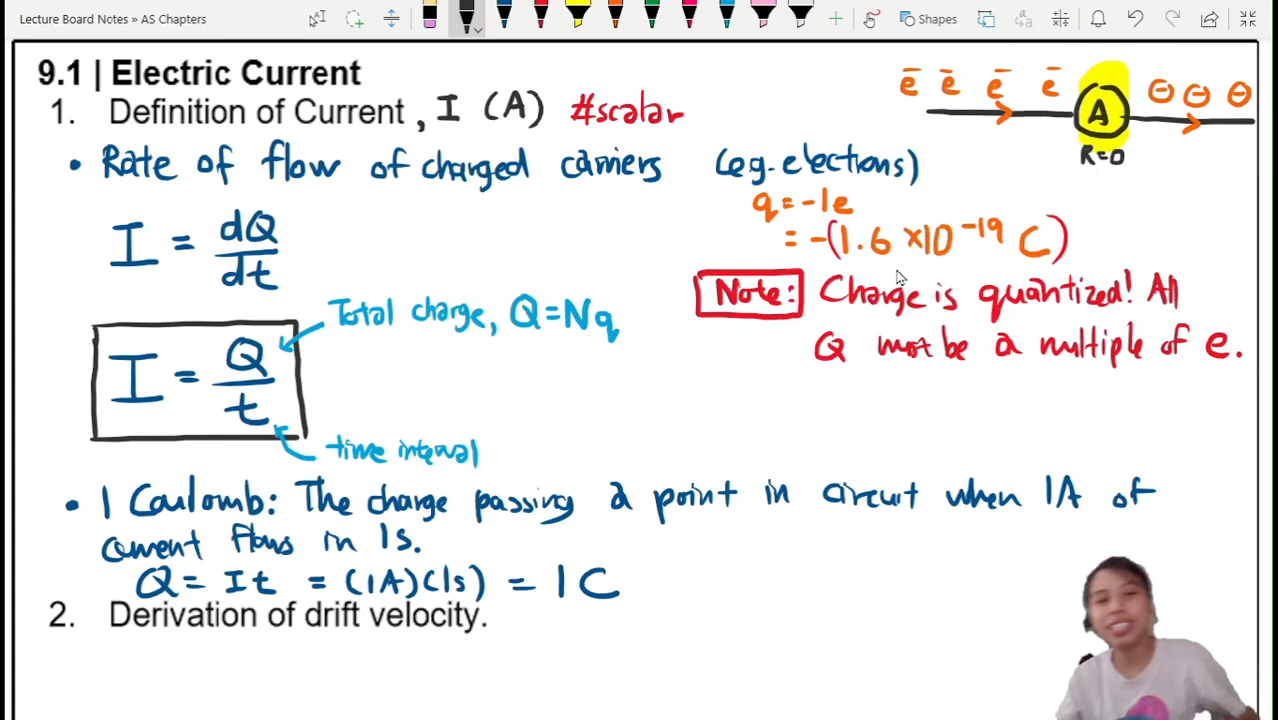 Lecture Board Notes » AS Chapters
Shapes
9.1 | Electric Current
1. Definition of Current, I (A) #scalar
e̅ e̅ e̅ e̅ A ⊖ ⊖ ⊖
R=0
• Rate of flow of charged carriers (eg. elections)
q = -1e
= -(1.6 ×10⁻¹⁹ C)
I = dQ/dt
Note: Charge is quantized! All
Q must be a multiple of e.
Total charge, Q=Nq
I = Q/t
time interval
• 1 Coulomb: The charge passing a point in circuit when 1A of
current flows in 1s.
Q = It = (1A)(1s) = 1 C
2. Derivation of drift velocity.